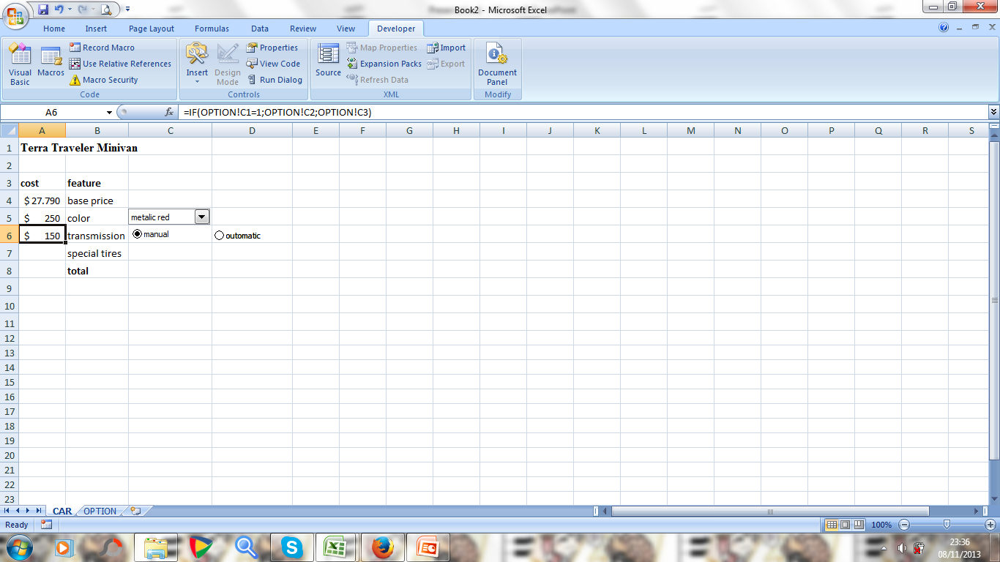 Book2 - Microsoft Excel
Home Insert Page Layout Formulas Data Review View Developer
Visual Basic
Macros
Record Macro
Use Relative References
Macro Security
Code
Insert
Design Mode
Properties
View Code
Run Dialog
Controls
Source
Map Properties
Expansion Packs
Refresh Data
Import
Export
XML
Document Panel
Modify
A6 fx =IF(OPTION!C1=1;OPTION!C2;OPTION!C3)
A B C D E F G H I J K L M N O P Q R S
1 Terra Traveler Minivan
2
3 cost feature
4 $ 27.790 base price
5 $ 250 color metalic red
6 $ 150 transmission manual outomatic
7 special tires
8 total
9
10
11
12
13
14
15
16
17
18
19
20
21
22
23
CAR OPTION
Ready 100%
23:36
08/11/2013